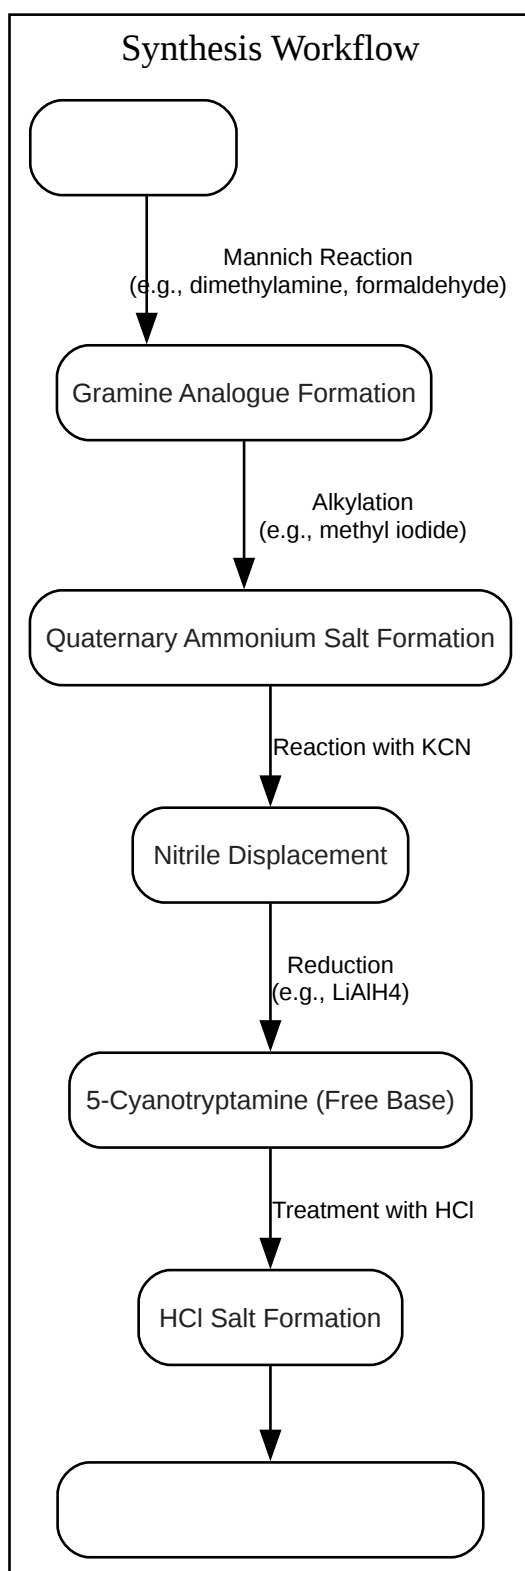 Synthesis Workflow
Mannich Reaction
(e.g., dimethylamine, formaldehyde)
Gramine Analogue Formation
Alkylation
(e.g., methyl iodide)
Quaternary Ammonium Salt Formation
Reaction with KCN
Nitrile Displacement
Reduction
(e.g., LiAlH4)
5-Cyanotryptamine (Free Base)
Treatment with HCl
HCl Salt Formation